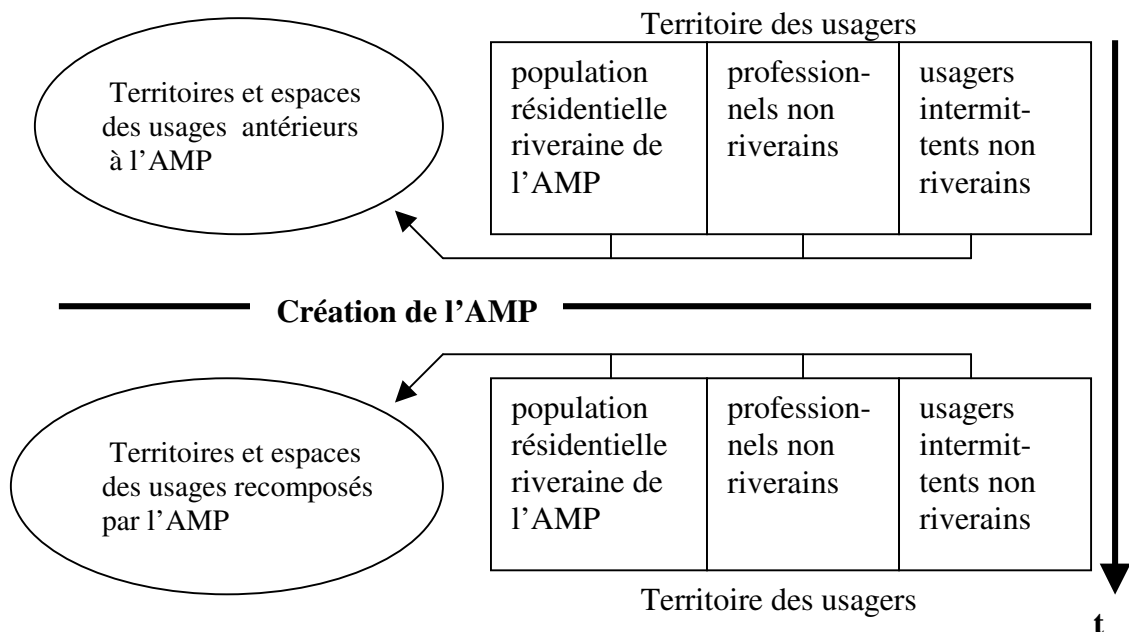 Territoire des usagers
Territoires et espaces
des usages antérieurs
à l’AMP
population
résidentielle
riveraine de
l’AMP
profession-
nels non
riverains
usagers
intermit-
tents non
riverains
Création de l’AMP
Territoires et espaces
des usages recomposés
par l’AMP
population
résidentielle
riveraine de
l’AMP
profession-
nels non
riverains
usagers
intermit-
tents non
riverains
Territoire des usagers
t